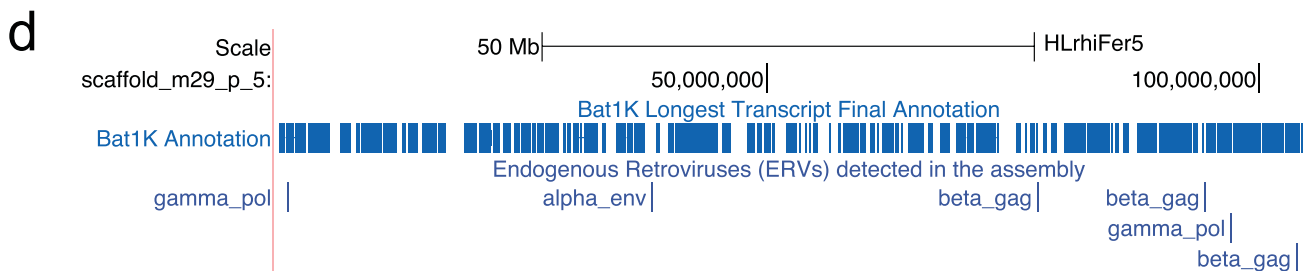 d
Scale 50 Mb HLrhiFer5
scaffold_m29_p_5: 50,000,000 100,000,000
Bat1K Longest Transcript Final Annotation
Bat1K Annotation
Endogenous Retroviruses (ERVs) detected in the assembly
gamma_pol alpha_env beta_gag beta_gag
gamma_pol
beta_gag